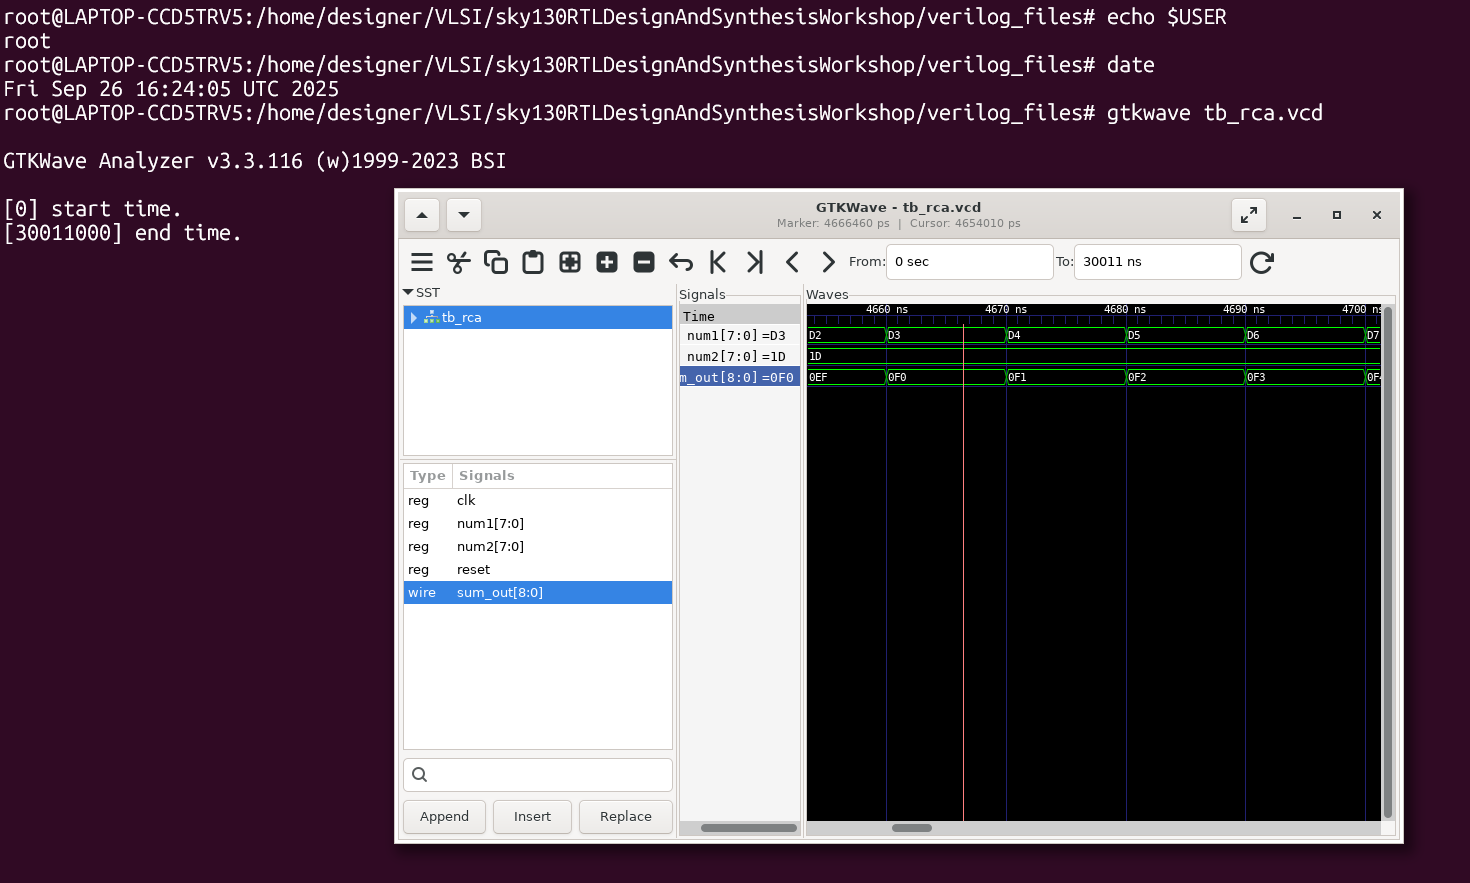 root@LAPTOP-CCD5TRV5:/home/designer/VLSI/sky130RTLDesignAndSynthesisWorkshop/verilog_files# echo $USER
root
root@LAPTOP-CCD5TRV5:/home/designer/VLSI/sky130RTLDesignAndSynthesisWorkshop/verilog_files# date
Fri Sep 26 16:24:05 UTC 2025
root@LAPTOP-CCD5TRV5:/home/designer/VLSI/sky130RTLDesignAndSynthesisWorkshop/verilog_files# gtkwave tb_rca.vcd
GTKWave Analyzer v3.3.116 (w)1999-2023 BSI
[0] start time.
[30011000] end time.
GTKWave - tb_rca.vcd
Marker: 4666460 ps | Cursor: 4654010 ps
From: 0 sec To: 30011 ns
SST
tb_rca
Type Signals
reg clk
reg num1[7:0]
reg num2[7:0]
reg reset
wire sum_out[8:0]
Append Insert Replace
Signals
Time
num1[7:0] =D3
num2[7:0] =1D
m_out[8:0] =0F0
Waves
4660 ns 4670 ns 4680 ns 4690 ns 4700 ns
D2 D3 D4 D5 D6 D7
1D
0EF 0F0 0F1 0F2 0F3 0F4